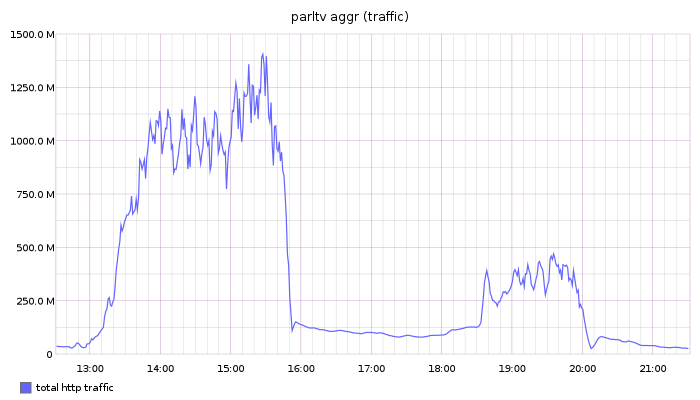 parltv aggr (traffic)
1500.0 M
1250.0 M
1000.0 M
750.0 M
500.0 M
250.0 M
0
13:00 14:00 15:00 16:00 17:00 18:00 19:00 20:00 21:00
total http traffic